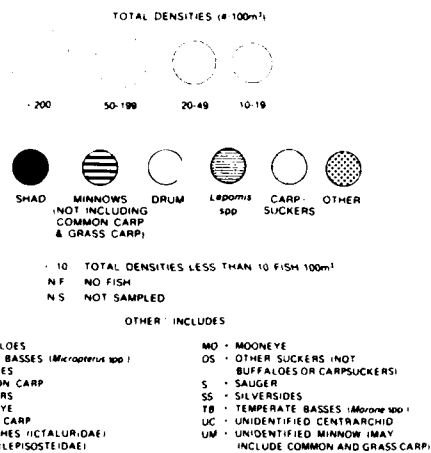 TOTAL DENSITIES (# 100m³)
200 50-199 20-49 10-19
SHAD MINNOWS (NOT INCLUDING COMMON CARP & GRASS CARP) DRUM Lepomis spp CARP-SUCKERS OTHER
10 TOTAL DENSITIES LESS THAN 10 FISH 100m³
N F NO FISH
N S NOT SAMPLED
OTHER INCLUDES
LOES
BASSES (Micropterus spp)
ES
ON CARP
RS
YE
CARP
HES (ICTALURIDAE)
LEPISOSTEIDAE)
MO - MOONEYE
OS - OTHER SUCKERS (NOT
BUFFALOES OR CARPSUCKERS)
S - SAUGER
SS - SILVERSIDES
TB - TEMPERATE BASSES (Morone spp)
UC - UNIDENTIFIED CENTRARCHID
UM - UNIDENTIFIED MINNOW (MAY
INCLUDE COMMON AND GRASS CARP)